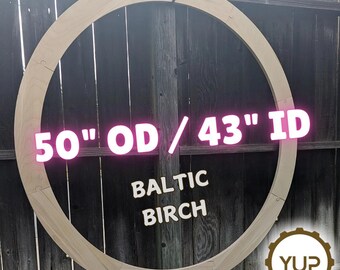 50" OD / 43" ID
BALTIC
BIRCH
YUP